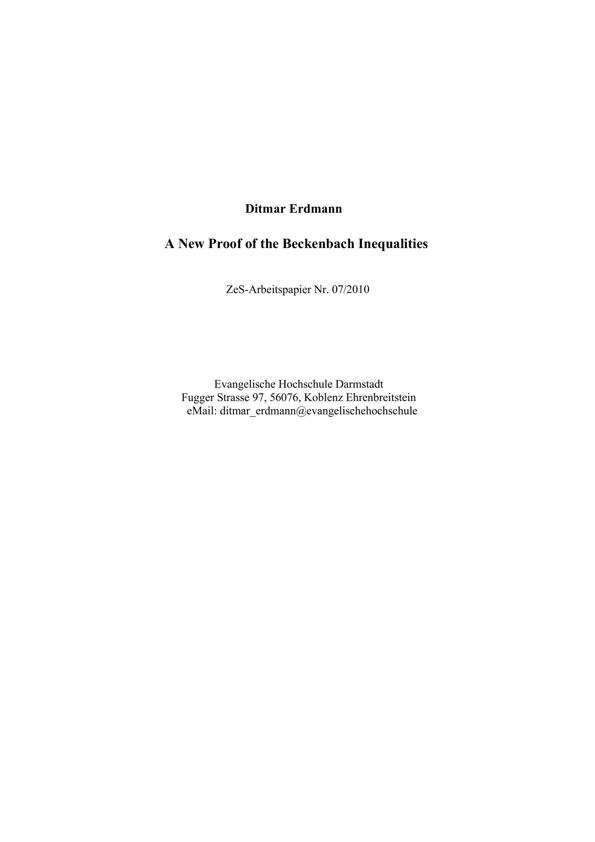 Ditmar Erdmann
A New Proof of the Beckenbach Inequalities
ZeS-Arbeitspapier Nr. 07/2010
Evangelische Hochschule Darmstadt
Fugger Strasse 97, 56076, Koblenz Ehrenbreitstein
eMail: ditmar_erdmann@evangelischehochschule